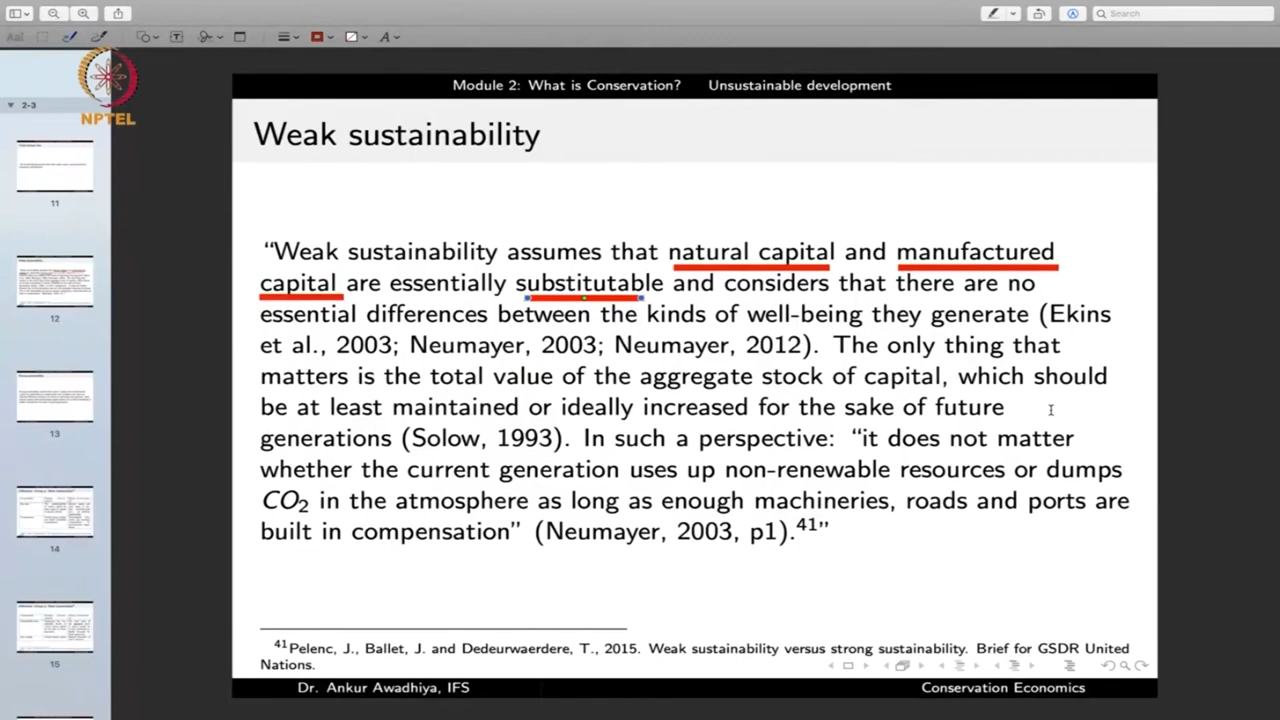 Search
NPTEL
2-3
11
12
13
14
15
Module 2: What is Conservation? Unsustainable development
Weak sustainability
“Weak sustainability assumes that natural capital and manufactured
capital are essentially substitutable and considers that there are no
essential differences between the kinds of well-being they generate (Ekins
et al., 2003; Neumayer, 2003; Neumayer, 2012). The only thing that
matters is the total value of the aggregate stock of capital, which should
be at least maintained or ideally increased for the sake of future
generations (Solow, 1993). In such a perspective: “it does not matter
whether the current generation uses up non-renewable resources or dumps
CO2 in the atmosphere as long as enough machineries, roads and ports are
built in compensation” (Neumayer, 2003, p1).41”
41Pelenc, J., Ballet, J. and Dedeurwaerdere, T., 2015. Weak sustainability versus strong sustainability. Brief for GSDR United
Nations.
Dr. Ankur Awadhiya, IFS Conservation Economics